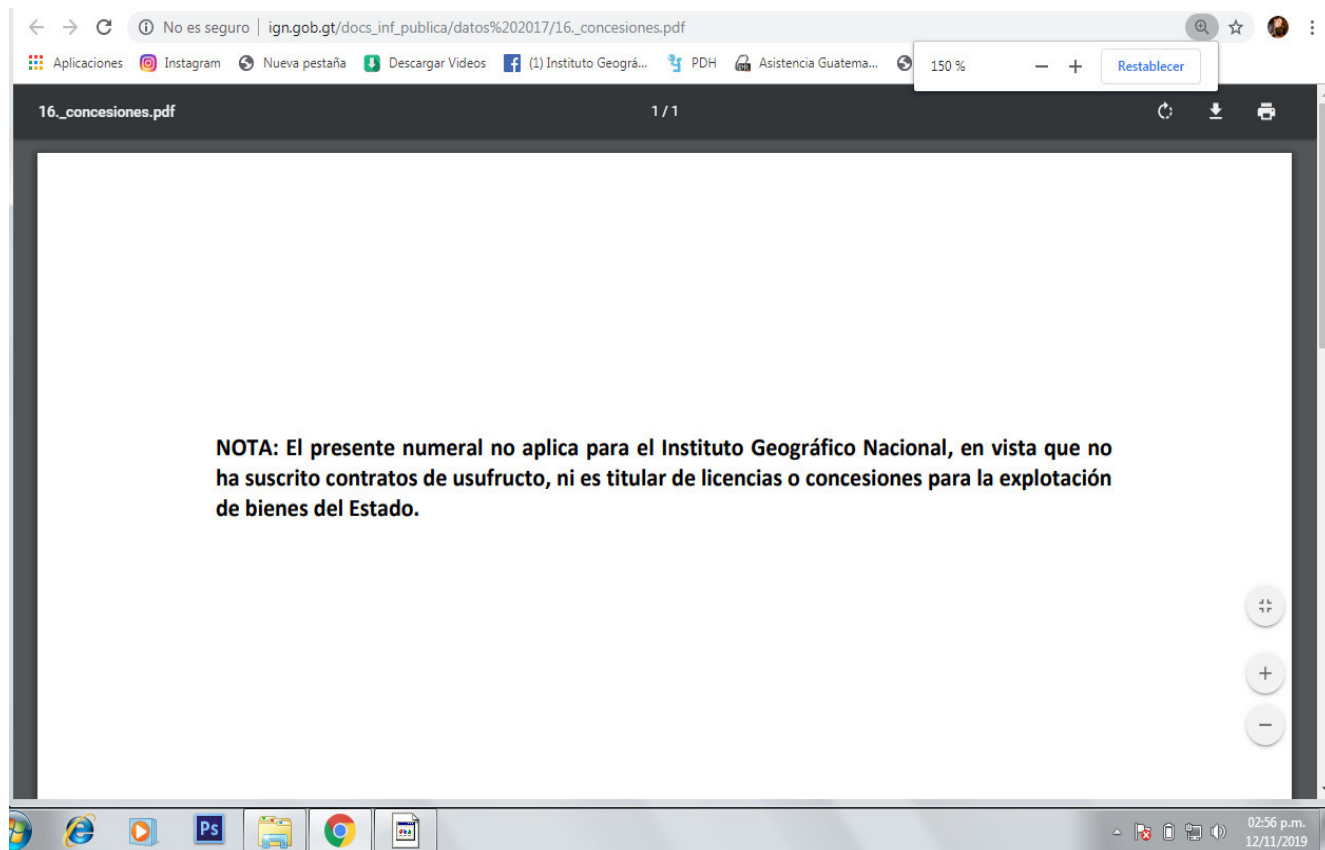 No es seguro | ign.gob.gt/docs_inf_publica/datos%202017/16._concesiones.pdf
Aplicaciones Instagram Nueva pestaña Descargar Videos (1) Instituto Geográ... PDH Asistencia Guatema... 150 % − + Restablecer
16._concesiones.pdf 1 / 1
NOTA: El presente numeral no aplica para el Instituto Geográfico Nacional, en vista que no
ha suscrito contratos de usufructo, ni es titular de licencias o concesiones para la explotación
de bienes del Estado.
Ps
02:56 p.m.
12/11/2019